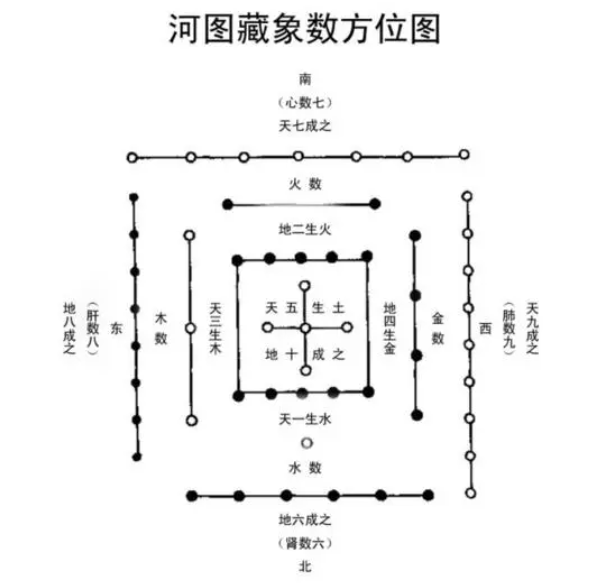 河图藏象数方位图
南
（心数七）
天七成之
火数
地二生火
地八成之
（肝数八）
东
木数
天三生木
天五生土
地十成之
地四生金
金数
西
（肺数九）
天九成之
天一生水
水数
地六成之
（肾数六）
北